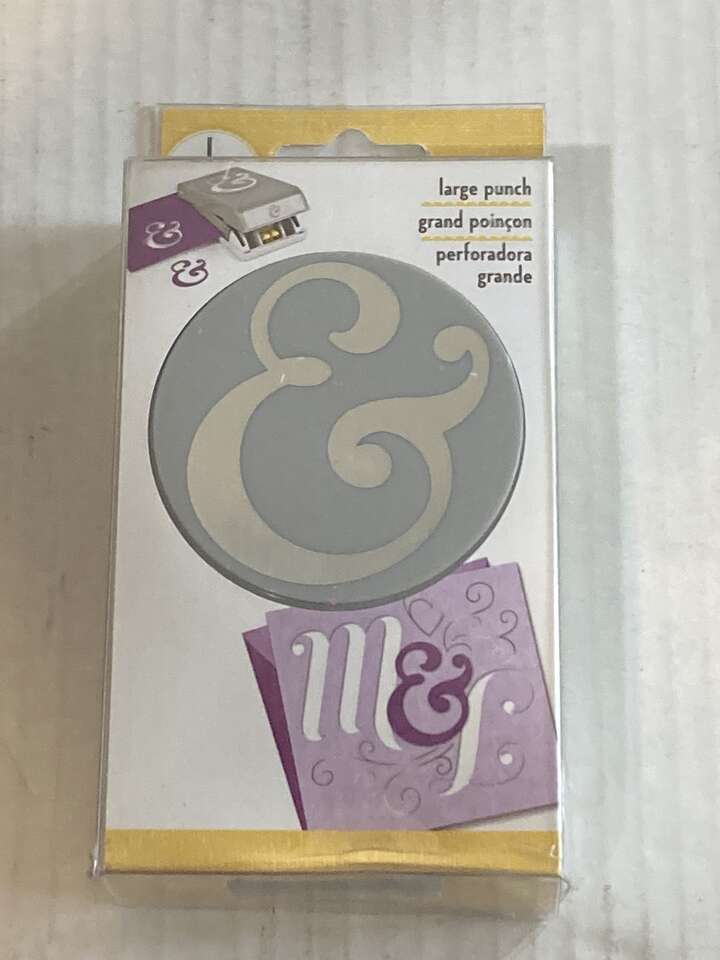 &
&
&
large punch
grand poinçon
perforadora
grande
&
m&f